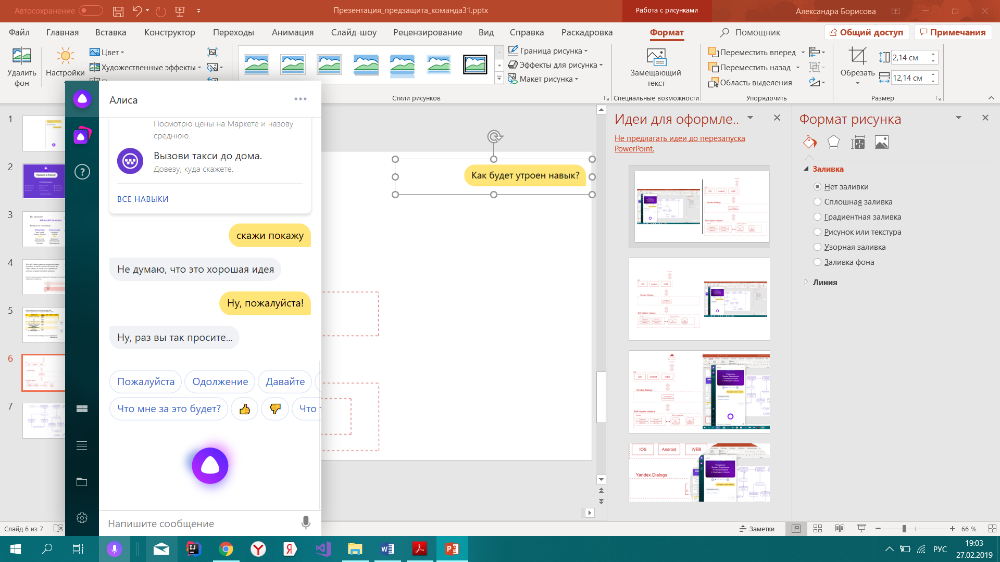 Автосохранение
Презентация_предзащита_команда31.pptx
Работа с рисунками
Александра Борисова
Файл
Главная
Вставка
Конструктор
Переходы
Анимация
Слайд-шоу
Рецензирование
Вид
Справка
Раскадровка
Формат
Помощник
Общий доступ
Примечания
Удалить
фон
Настройки
Цвет
Художественные эффекты
Стили рисунков
Граница рисунка
Эффекты для рисунка
Макет рисунка
Замещающий
текст
Специальные возможности
Переместить вперед
Переместить назад
Область выделения
Упорядочить
Обрезать
2,14 см
12,14 см
Размер
1
2
3
4
5
6
7
Алиса
Посмотрю цены на Маркете и назову
среднюю.
Вызови такси до дома.
Довезу, куда скажете.
ВСЕ НАВЫКИ
скажи покажу
Не думаю, что это хорошая идея
Ну, пожалуйста!
Ну, раз вы так просите...
Пожалуйста
Одолжение
Давайте
Что мне за это будет?
Что
Напишите сообщение
Как будет утроен навык?
Идеи для оформле...
Не предлагать идеи до перезапуска
PowerPoint.
IOS
Android
WEB
Yandex.Dialogs
Формат рисунка
Заливка
Нет заливки
Сплошная заливка
Градиентная заливка
Рисунок или текстура
Узорная заливка
Заливка фона
Линия
Слайд 6 из 7
Заметки
66 %
РУС
19:03
27.02.2019